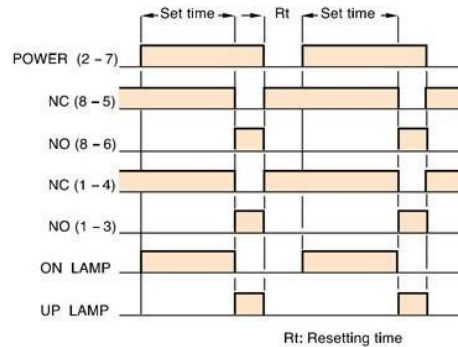 Set time Rt Set time
POWER (2 – 7)
NC (8 – 5)
NO (8 – 6)
NC (1 – 4)
NO (1 – 3)
ON LAMP
UP LAMP
Rt: Resetting time